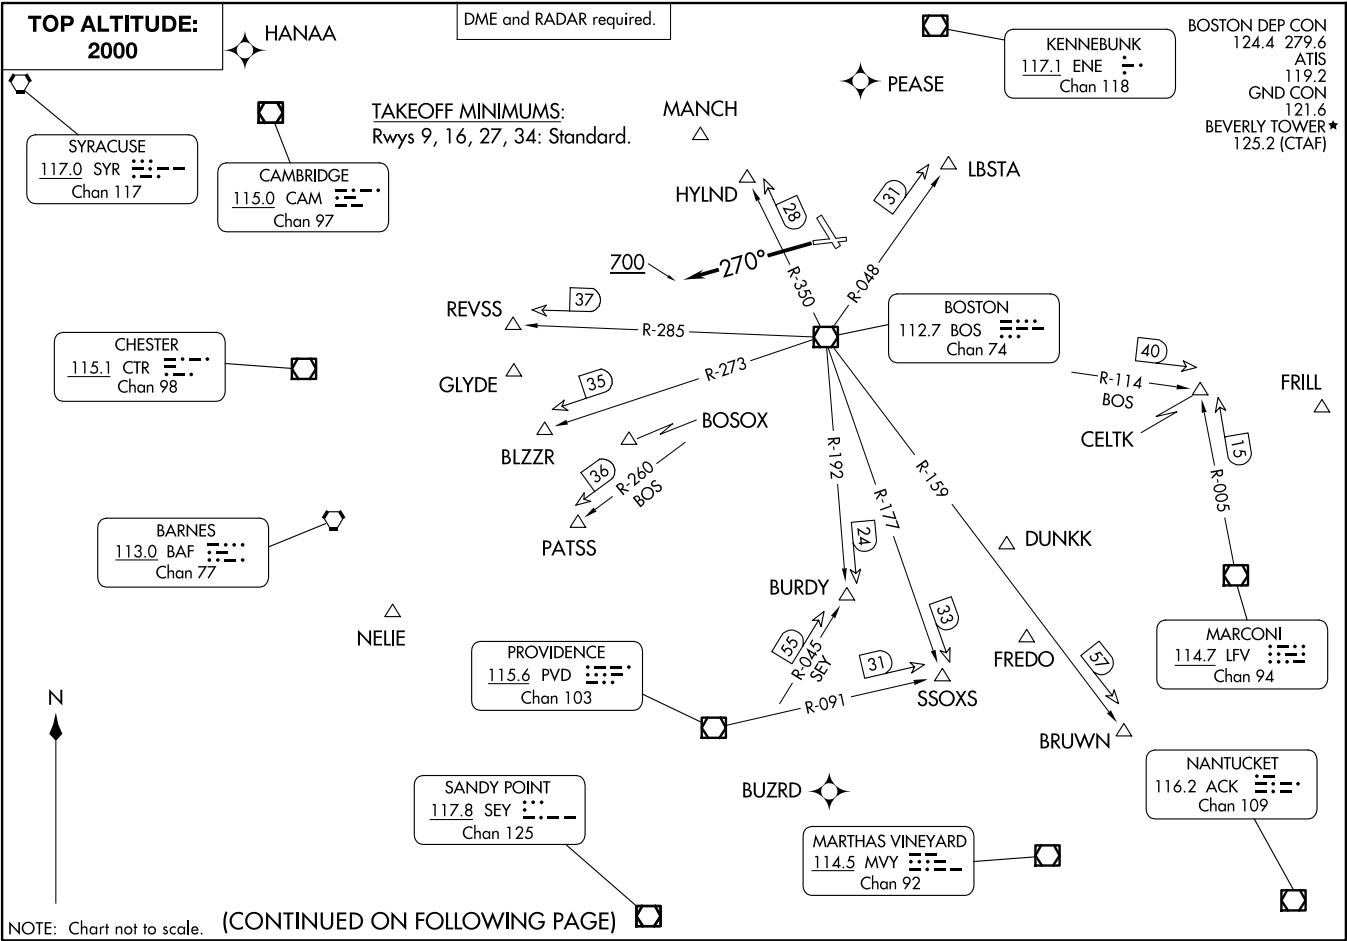 TOP ALTITUDE:
2000
HANAA
DME and RADAR required.
KENNEBUNK
117.1 ENE
Chan 118
BOSTON DEP CON
124.4 279.6
ATIS
119.2
GND CON
121.6
BEVERLY TOWER★
125.2 (CTAF)
PEASE
TAKEOFF MINIMUMS:
Rwys 9, 16, 27, 34: Standard.
MANCH
SYRACUSE
117.0 SYR
Chan 117
CAMBRIDGE
115.0 CAM
Chan 97
HYLND
28
31
LBSTA
700
270°
R-350
R-048
REVSS
37
R-285
BOSTON
112.7 BOS
Chan 74
CHESTER
115.1 CTR
Chan 98
GLYDE
35
R-273
40
R-114
BOS
FRILL
CELTK
15
R-005
BLZZR
BOSOX
36
R-260
BOS
PATSS
R-192
R-177
R-159
BARNES
113.0 BAF
Chan 77
24
DUNKK
BURDY
NELIE
55
R-045
SEY
33
31
FREDO
57
MARCONI
114.7 LFV
Chan 94
PROVIDENCE
115.6 PVD
Chan 103
R-091
SSOXS
BRUWN
N
SANDY POINT
117.8 SEY
Chan 125
BUZRD
NANTUCKET
116.2 ACK
Chan 109
MARTHAS VINEYARD
114.5 MVY
Chan 92
NOTE: Chart not to scale.
(CONTINUED ON FOLLOWING PAGE)